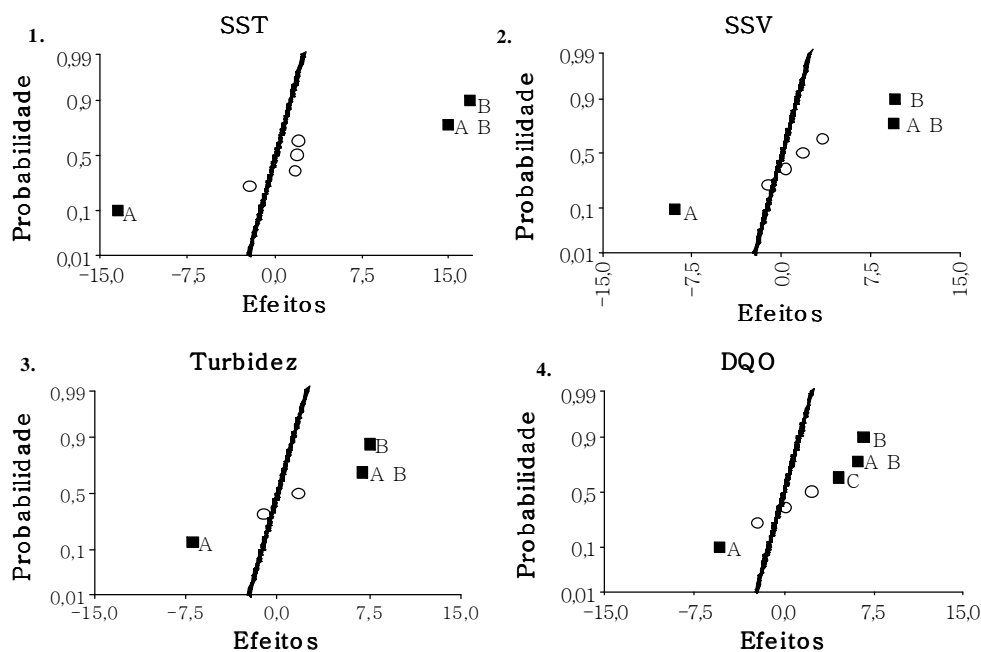 1.
SST
Probabilidade
0,99
0,9
0,5
0,1
0,01
B
A B
A
-15,0 -7,5 0,0 7,5 15,0
Efeitos
2.
SSV
Probabilidade
0,99
0,9
0,5
0,1
0,01
B
A B
A
-15,0 -7,5 0,0 7,5 15,0
Efeitos
3.
Turbidez
Probabilidade
0,99
0,9
0,5
0,1
0,01
B
A B
A
-15,0 -7,5 0,0 7,5 15,0
Efeitos
4.
DQO
Probabilidade
0,99
0,9
0,5
0,1
0,01
B
A B
C
A
-15,0 -7,5 0,0 7,5 15,0
Efeitos